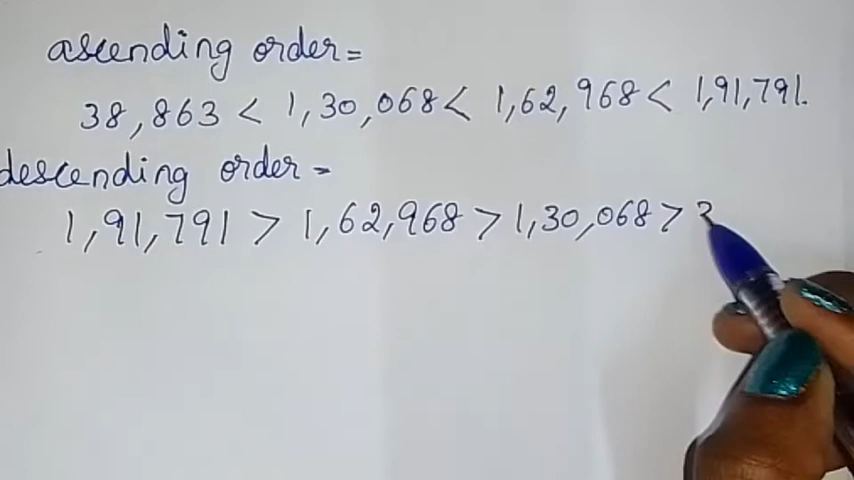 ascending order=
38,863 < 1,30,068 < 1,62,968 < 1,91,791.
descending order=
1,91,791 > 1,62,968 > 1,30,068 >